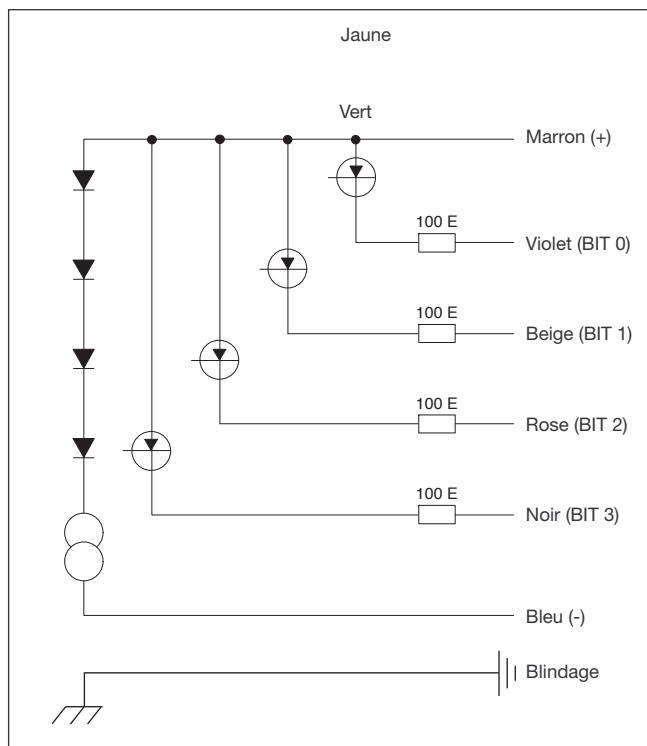 Jaune
Vert
Marron (+)
100 E
Violet (BIT 0)
100 E
Beige (BIT 1)
100 E
Rose (BIT 2)
100 E
Noir (BIT 3)
Bleu (-)
Blindage